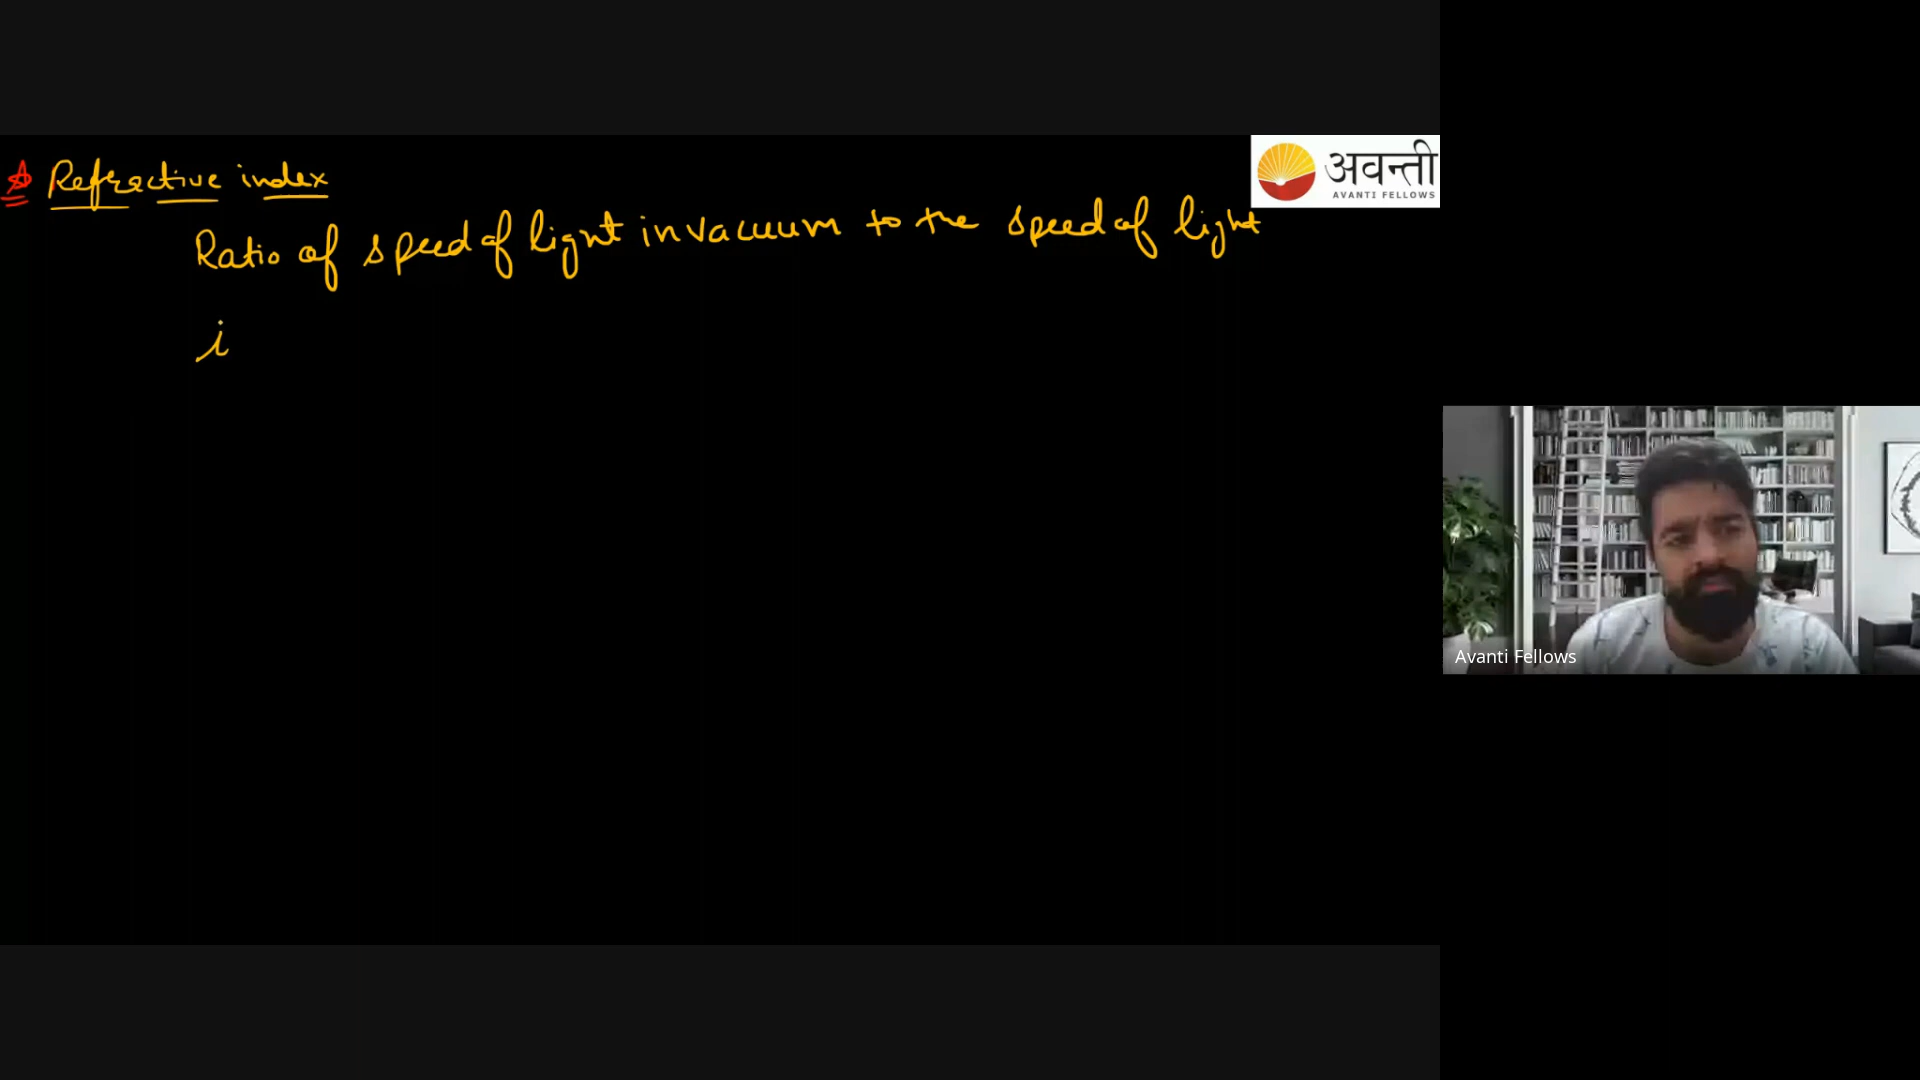 Refractive index
अवन्ती
AVANTI FELLOWS
Ratio of speed of light in vacuum to the speed of light
i
Avanti Fellows